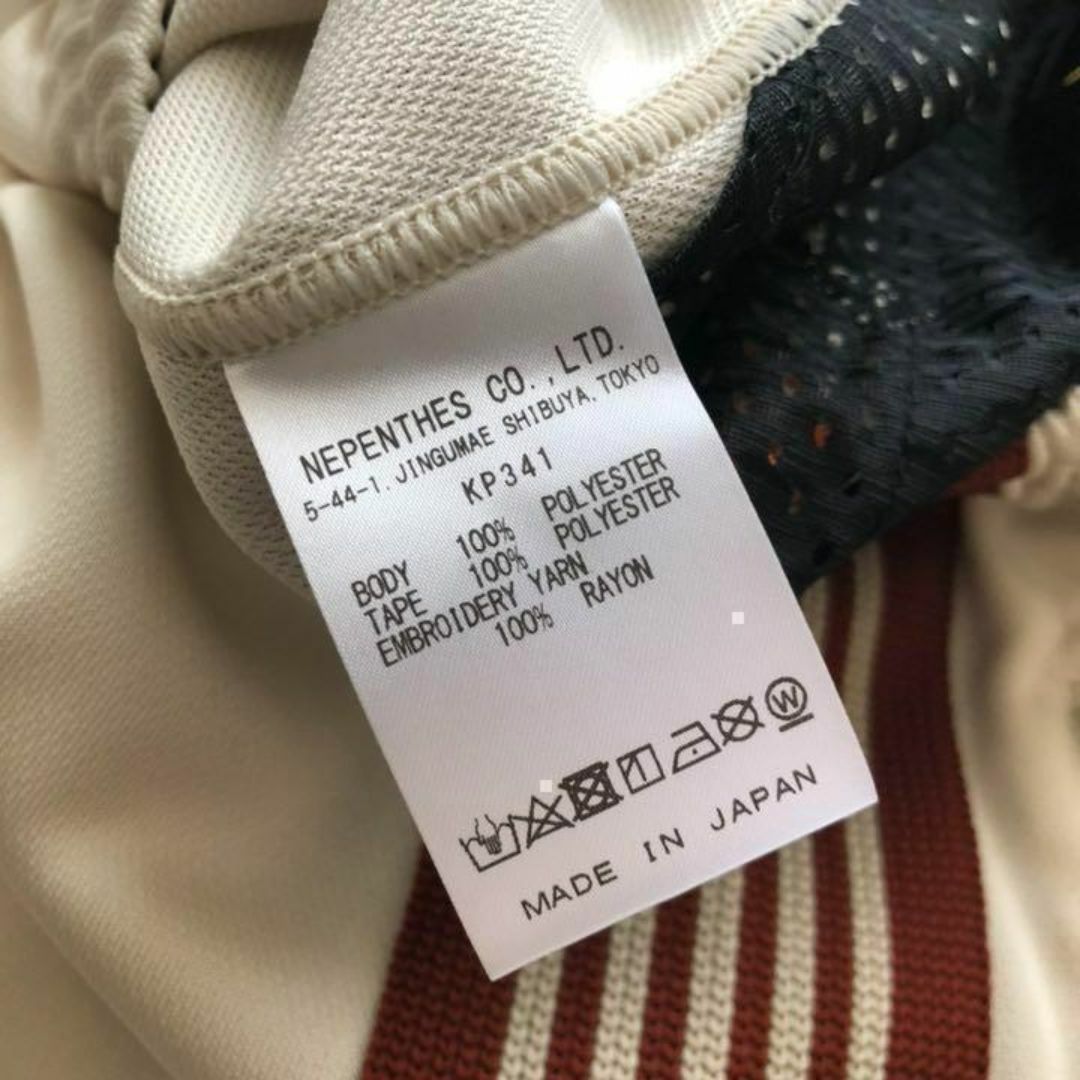 NEPENTHES CO.,LTD.
5-44-1.JINGUMAE SHIBUYA,TOKYO
KP341
BODY 100% POLYESTER
TAPE 100% POLYESTER
EMBROIDERY YARN
100% RAYON
W
MADE IN JAPAN